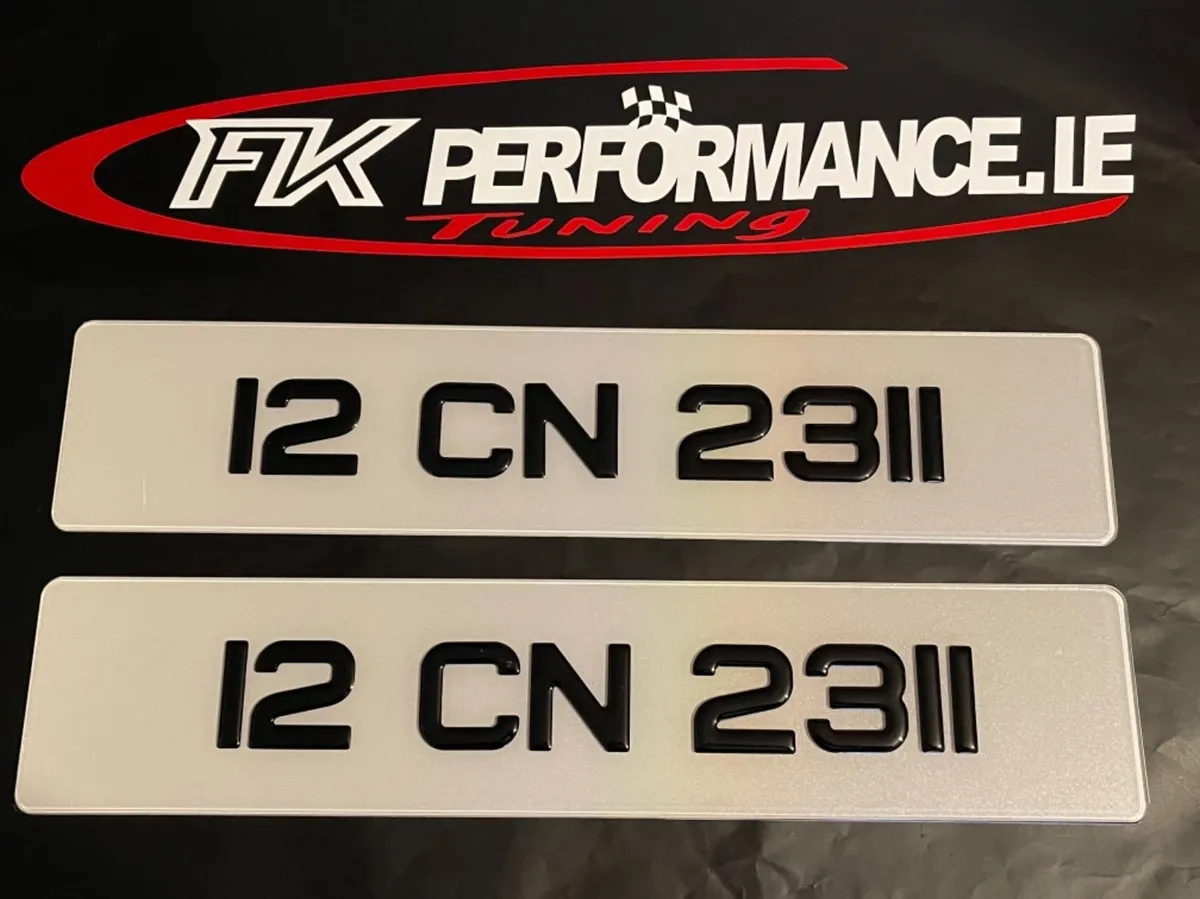 FK PERFORMANCE.IE
TUNING
12 CN 2311
12 CN 2311